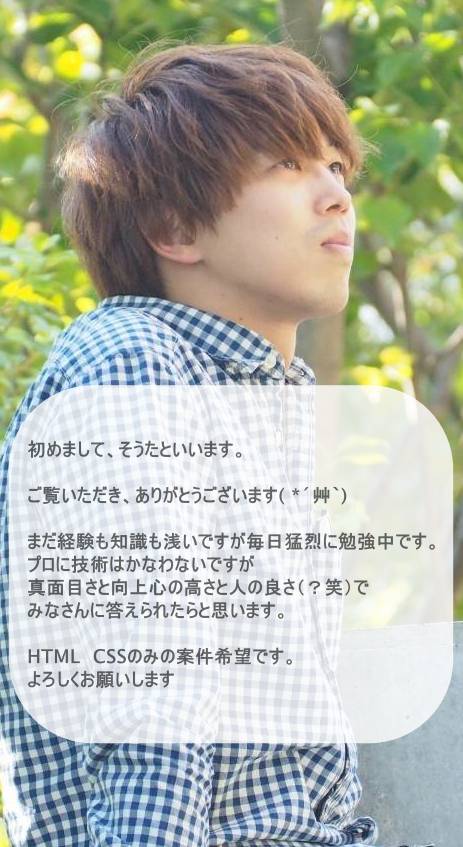 初めまして、そうたといいます。
ご覧いただき、ありがとうございます( *´艸`)
まだ経験も知識も浅いですが毎日猛烈に勉強中です。
プロに技術はかなわないですが
真面目さと向上心の高さと人の良さ(？笑)で
みなさんに答えられたらと思います。
HTML　CSSのみの案件希望です。
よろしくお願いします